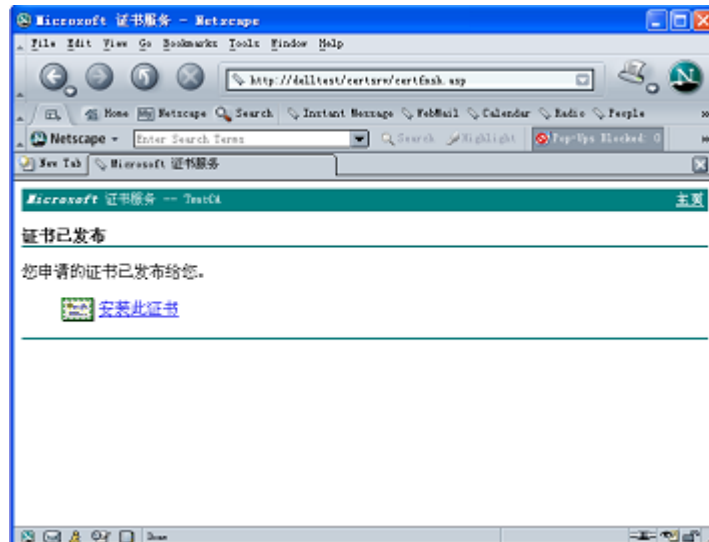 Microsoft 证书服务 - Netscape
File Edit View Go Bookmarks Tools Window Help
http://delltest/certsrv/certfnsh.asp
Home Netscape Search Instant Message WebMail Calendar Radio People
Netscape Enter Search Terms Search Highlight Pop-Ups Blocked: 0
New Tab Microsoft 证书服务
Microsoft 证书服务 -- TestCA 主页
证书已发布
您申请的证书已发布给您。
安装此证书
Done